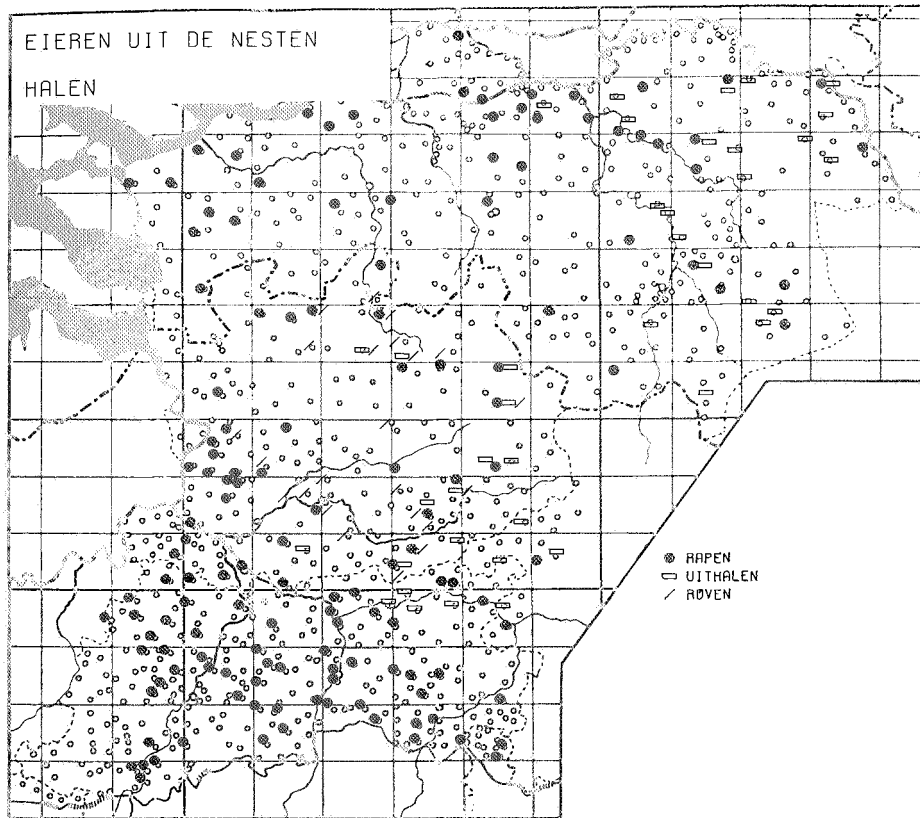 EIEREN UIT DE NESTEN
HALEN
RAPEN
UITHALEN
ROVEN